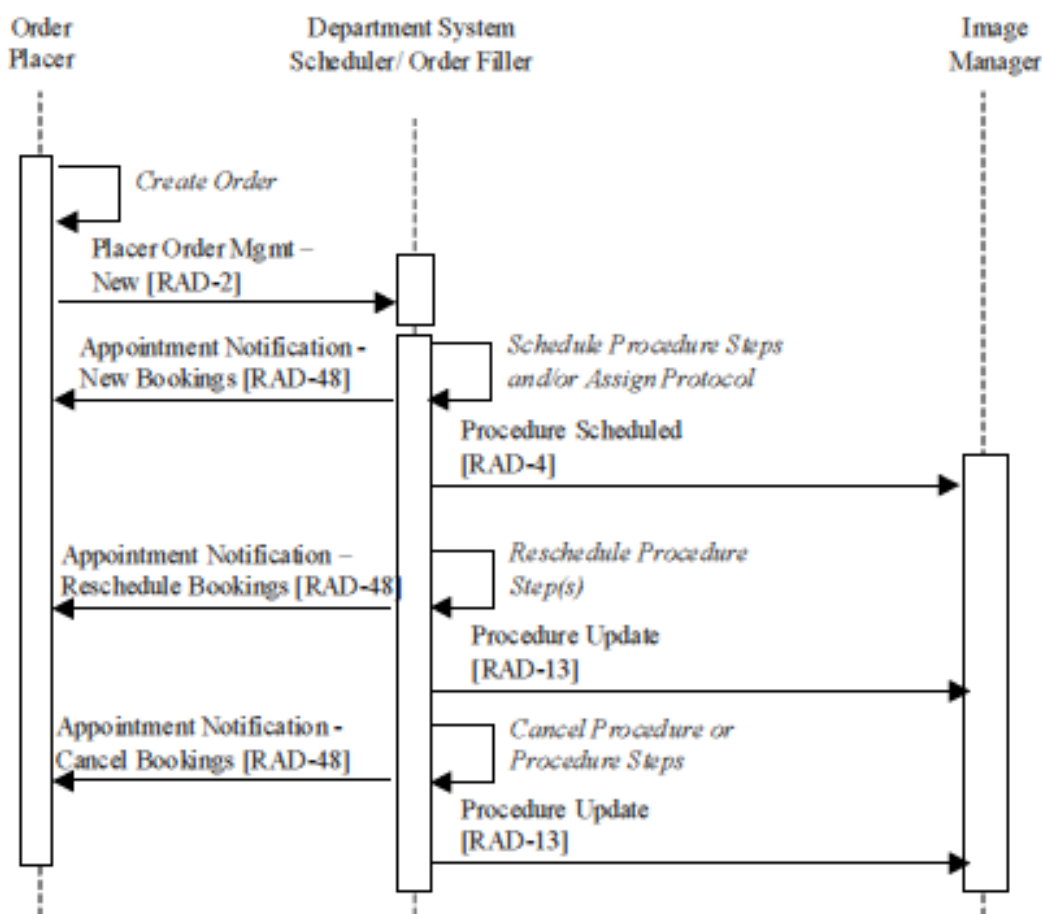 Order
Placer
Department System
Scheduler/ Order Filler
Image
Manager
Create Order
Placer Order Mgmt –
New [RAD-2]
Appointment Notification -
New Bookings [RAD-48]
Schedule Procedure Steps
and/or Assign Protocol
Procedure Scheduled
[RAD-4]
Appointment Notification –
Reschedule Bookings [RAD-48]
Reschedule Procedure
Step(s)
Procedure Update
[RAD-13]
Appointment Notification -
Cancel Bookings [RAD-48]
Cancel Procedure or
Procedure Steps
Procedure Update
[RAD-13]